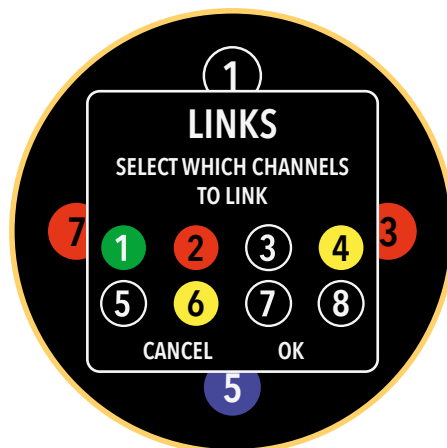 1
LINKS
SELECT WHICH CHANNELS
TO LINK
7 1 2 3 4 3
5 6 7 8
CANCEL OK
5